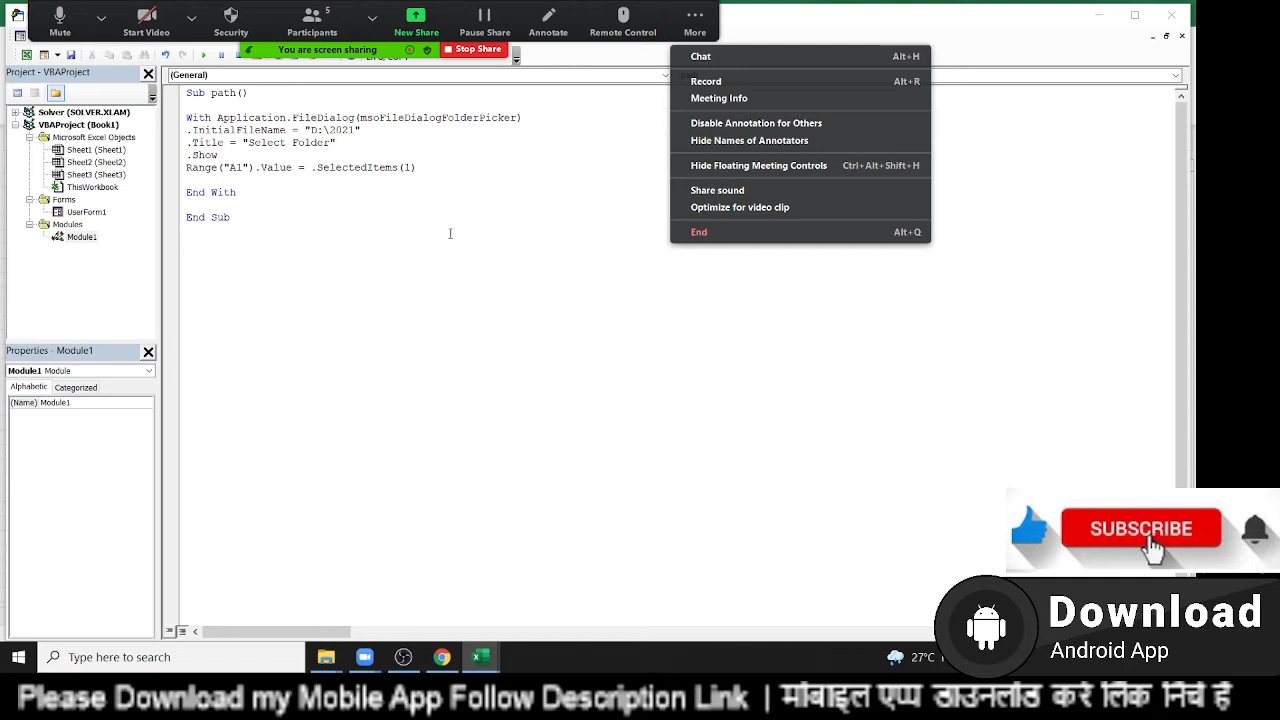 Mute
Start Video
Security
Participants
5
New Share
Pause Share
Annotate
Remote Control
More
You are screen sharing
Stop Share
Project - VBAProject
(General)
Solver (SOLVER.XLAM)
VBAProject (Book1)
Microsoft Excel Objects
Sheet1 (Sheet1)
Sheet2 (Sheet2)
Sheet3 (Sheet3)
ThisWorkbook
Forms
UserForm1
Modules
Module1
Sub path()
With Application.FileDialog(msoFileDialogFolderPicker)
.InitialFileName = "D:\2021"
.Title = "Select Folder"
.Show
Range("A1").Value = .SelectedItems(1)
End With
End Sub
Chat Alt+H
Record Alt+R
Meeting Info
Disable Annotation for Others
Hide Names of Annotators
Hide Floating Meeting Controls Ctrl+Alt+Shift+H
Share sound
Optimize for video clip
End Alt+Q
Properties - Module1
Module1 Module
Alphabetic Categorized
(Name) Module1
SUBSCRIBE
Download
Android App
Type here to search
27°C
Please Download my Mobile App Follow Description Link | मोबाइल एप्प डाउनलोड करे लिंक निचे है